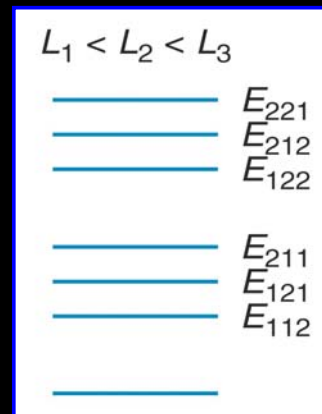 L₁ < L₂ < L₃
E₂₂₁
E₂₁₂
E₁₂₂
E₂₁₁
E₁₂₁
E₁₁₂